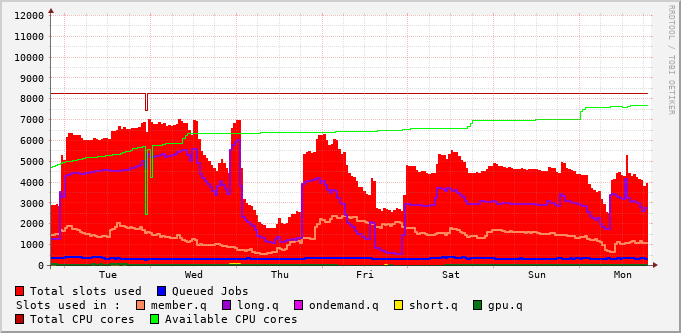 12000
11000
10000
9000
8000
7000
6000
5000
4000
3000
2000
1000
0
Tue Wed Thu Fri Sat Sun Mon
RRDTOOL / TOBI OETIKER
Total slots used Queued Jobs
Slots used in : member.q long.q ondemand.q short.q gpu.q
Total CPU cores Available CPU cores